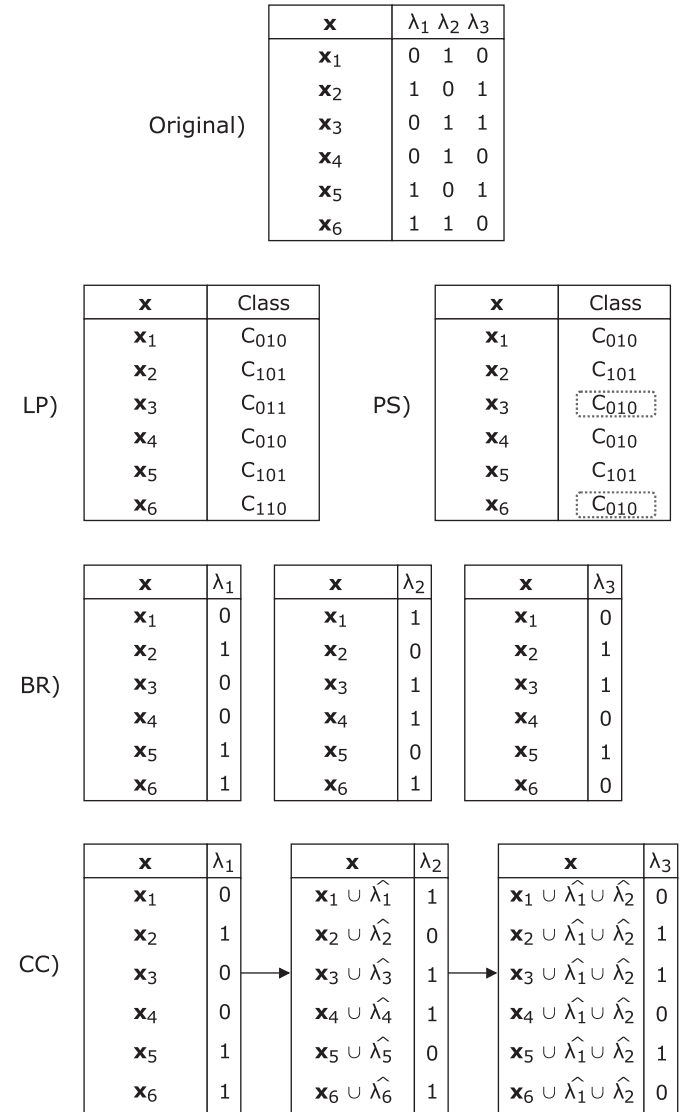 x λ1 λ2 λ3
x1 0 1 0
x2 1 0 1
Original) x3 0 1 1
x4 0 1 0
x5 1 0 1
x6 1 1 0
x Class x Class
x1 C010 x1 C010
x2 C101 x2 C101
LP) x3 C011 PS) x3 C010
x4 C010 x4 C010
x5 C101 x5 C101
x6 C110 x6 C010
x λ1 x λ2 x λ3
x1 0 x1 1 x1 0
x2 1 x2 0 x2 1
BR) x3 0 x3 1 x3 1
x4 0 x4 1 x4 0
x5 1 x5 0 x5 1
x6 1 x6 1 x6 0
x λ1 x λ2 x λ3
x1 0 x1 ∪ λ̂1 1 x1 ∪ λ̂1 ∪ λ̂2 0
x2 1 x2 ∪ λ̂2 0 x2 ∪ λ̂1 ∪ λ̂2 1
CC) x3 0 x3 ∪ λ̂3 1 x3 ∪ λ̂1 ∪ λ̂2 1
x4 0 x4 ∪ λ̂4 1 x4 ∪ λ̂1 ∪ λ̂2 0
x5 1 x5 ∪ λ̂5 0 x5 ∪ λ̂1 ∪ λ̂2 1
x6 1 x6 ∪ λ̂6 1 x6 ∪ λ̂1 ∪ λ̂2 0